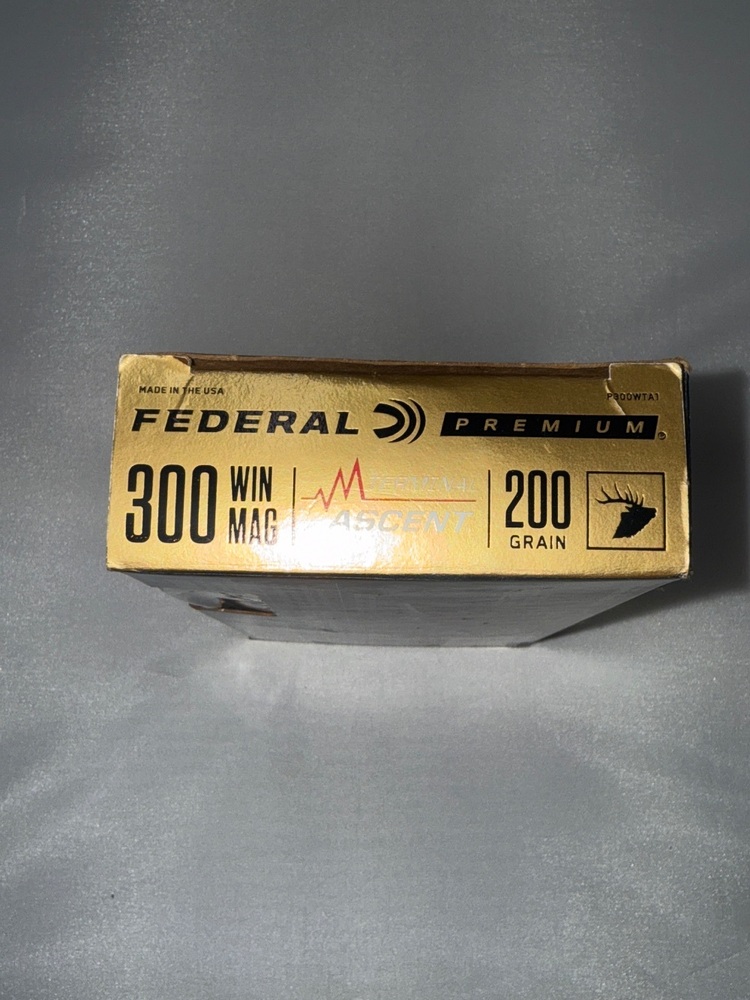 MADE IN THE USA P300WTA1
FEDERAL PREMIUM
300 WIN MAG
TERMINAL ASCENT
200 GRAIN